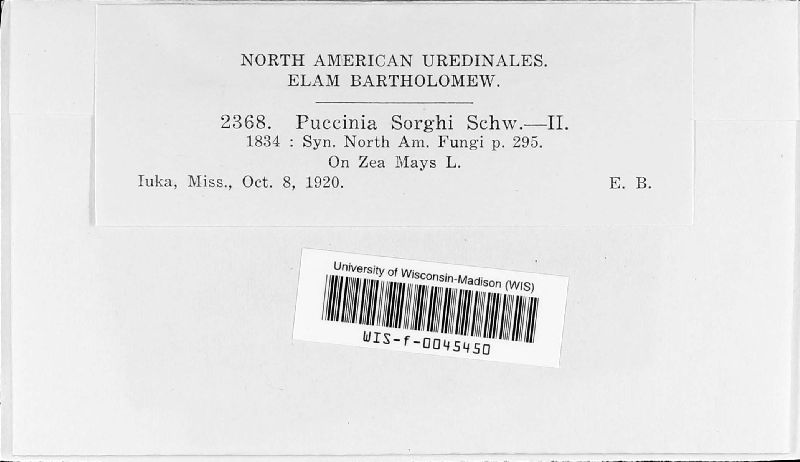 NORTH AMERICAN UREDINALES.
ELAM BARTHOLOMEW.
2368. Puccinia Sorghi Schw.—II.
1834 : Syn. North Am. Fungi p. 295.
On Zea Mays L.
Iuka, Miss., Oct. 8, 1920. E. B.
University of Wisconsin-Madison (WIS)
WIS-f-0045450